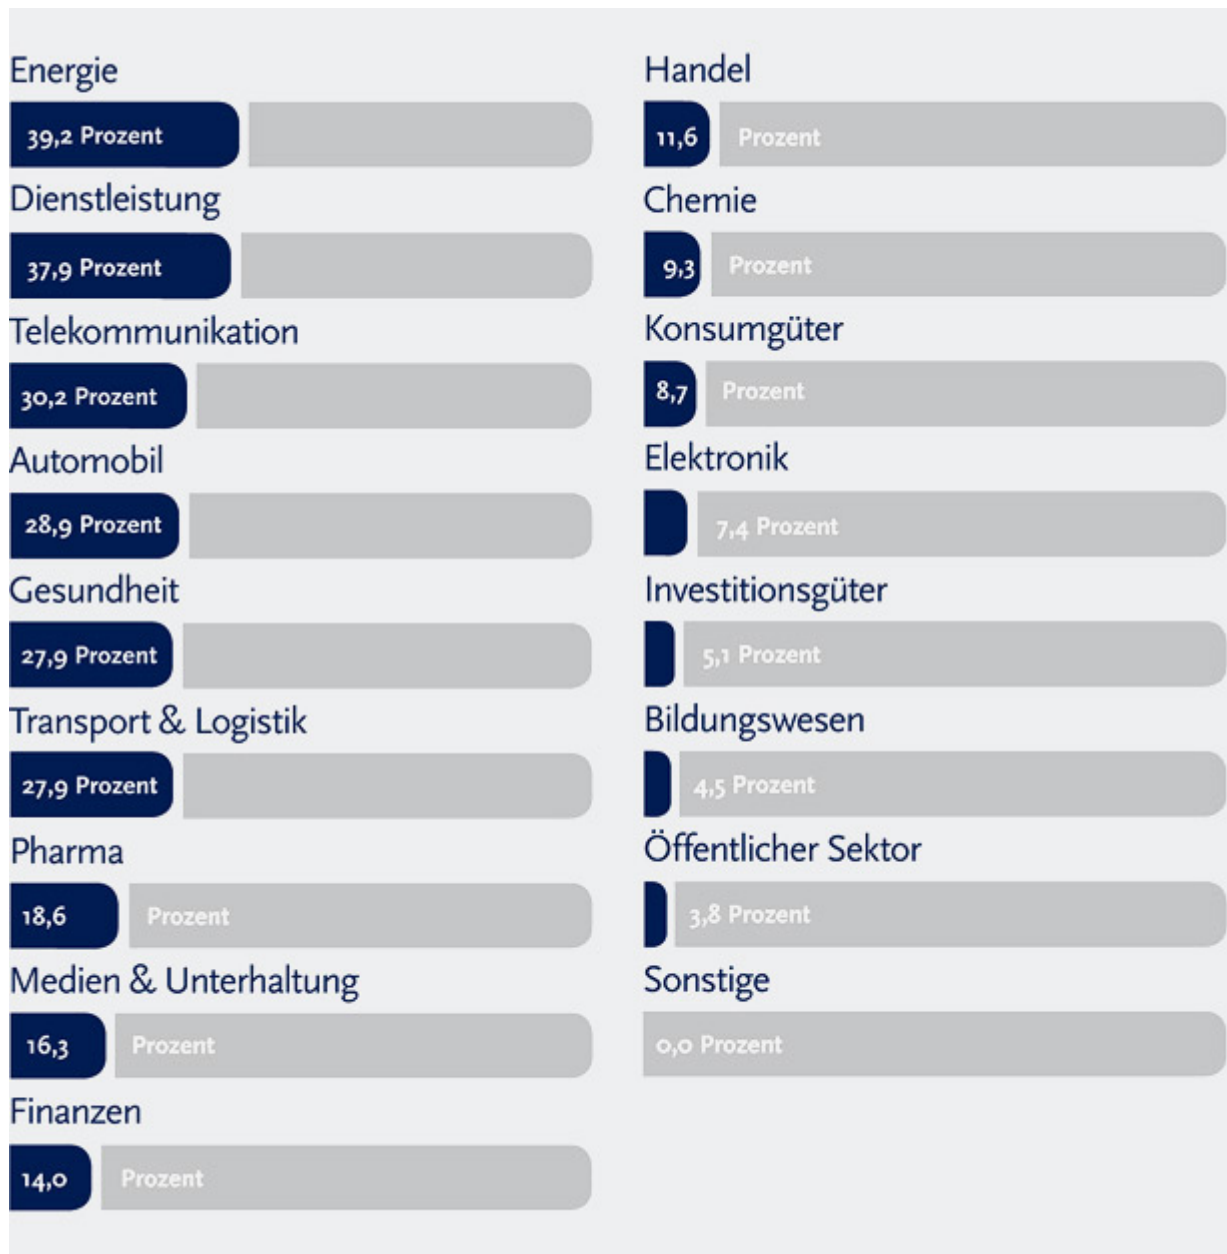 Energie
39,2 Prozent
Dienstleistung
37,9 Prozent
Telekommunikation
30,2 Prozent
Automobil
28,9 Prozent
Gesundheit
27,9 Prozent
Transport & Logistik
27,9 Prozent
Pharma
18,6 Prozent
Medien & Unterhaltung
16,3 Prozent
Finanzen
14,0 Prozent
Handel
11,6 Prozent
Chemie
9,3 Prozent
Konsumgüter
8,7 Prozent
Elektronik
7,4 Prozent
Investitionsgüter
5,1 Prozent
Bildungswesen
4,5 Prozent
Öffentlicher Sektor
3,8 Prozent
Sonstige
0,0 Prozent